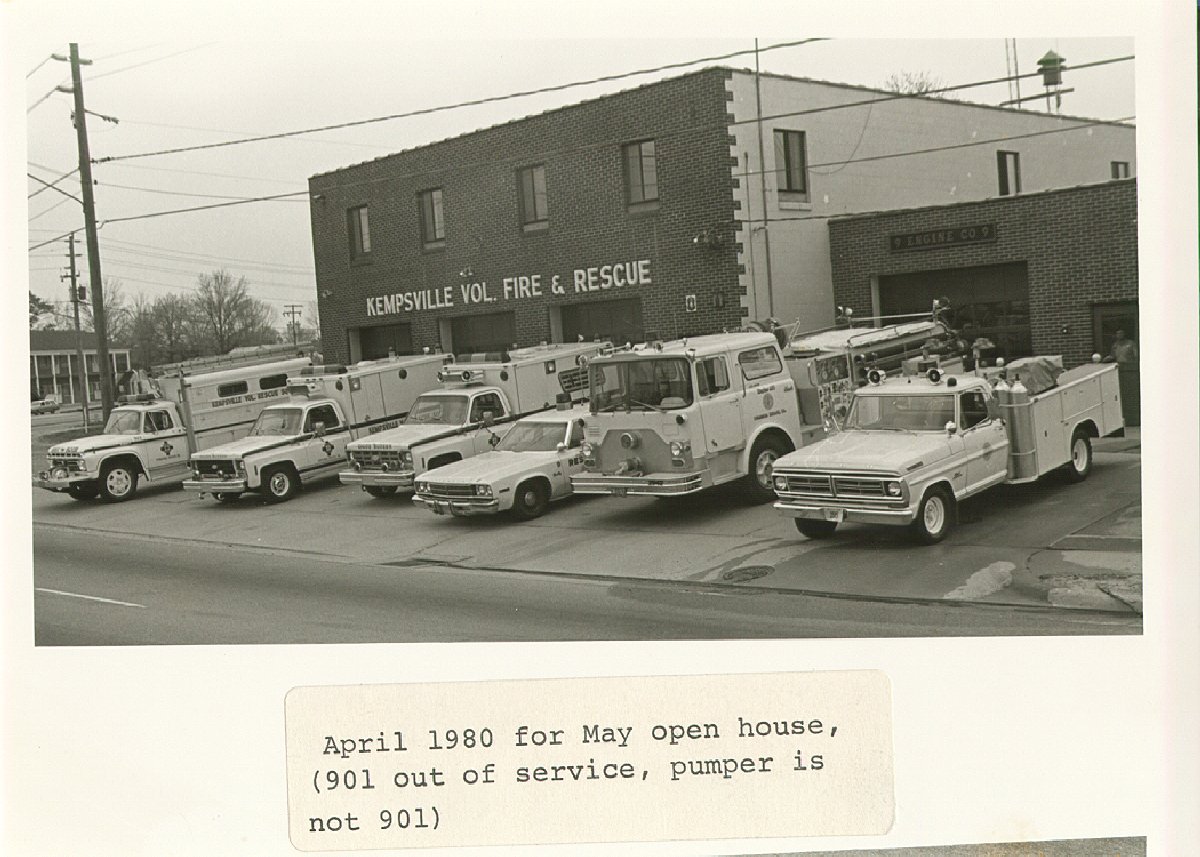 KEMPSVILLE VOL. FIRE & RESCUE
9 ENGINE CO. 9
April 1980 for May open house,
(901 out of service, pumper is
not 901)